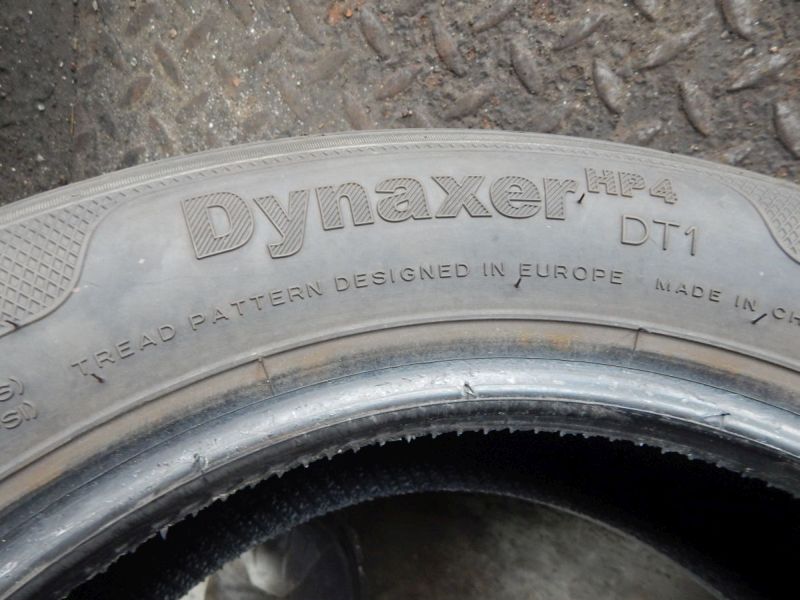 Dynaxer HP4
DT1
TREAD PATTERN DESIGNED IN EUROPE MADE IN